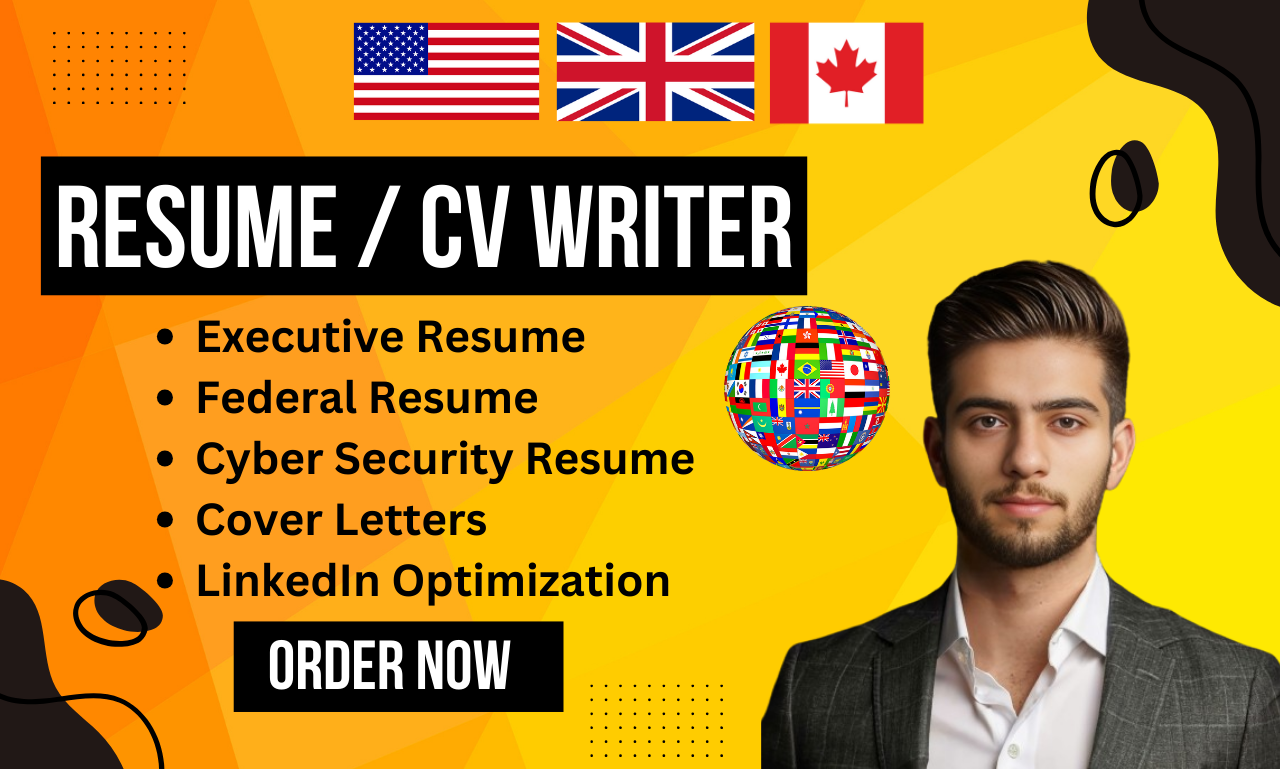 RESUME / CV WRITER
Executive Resume
Federal Resume
Cyber Security Resume
Cover Letters
LinkedIn Optimization
ORDER NOW